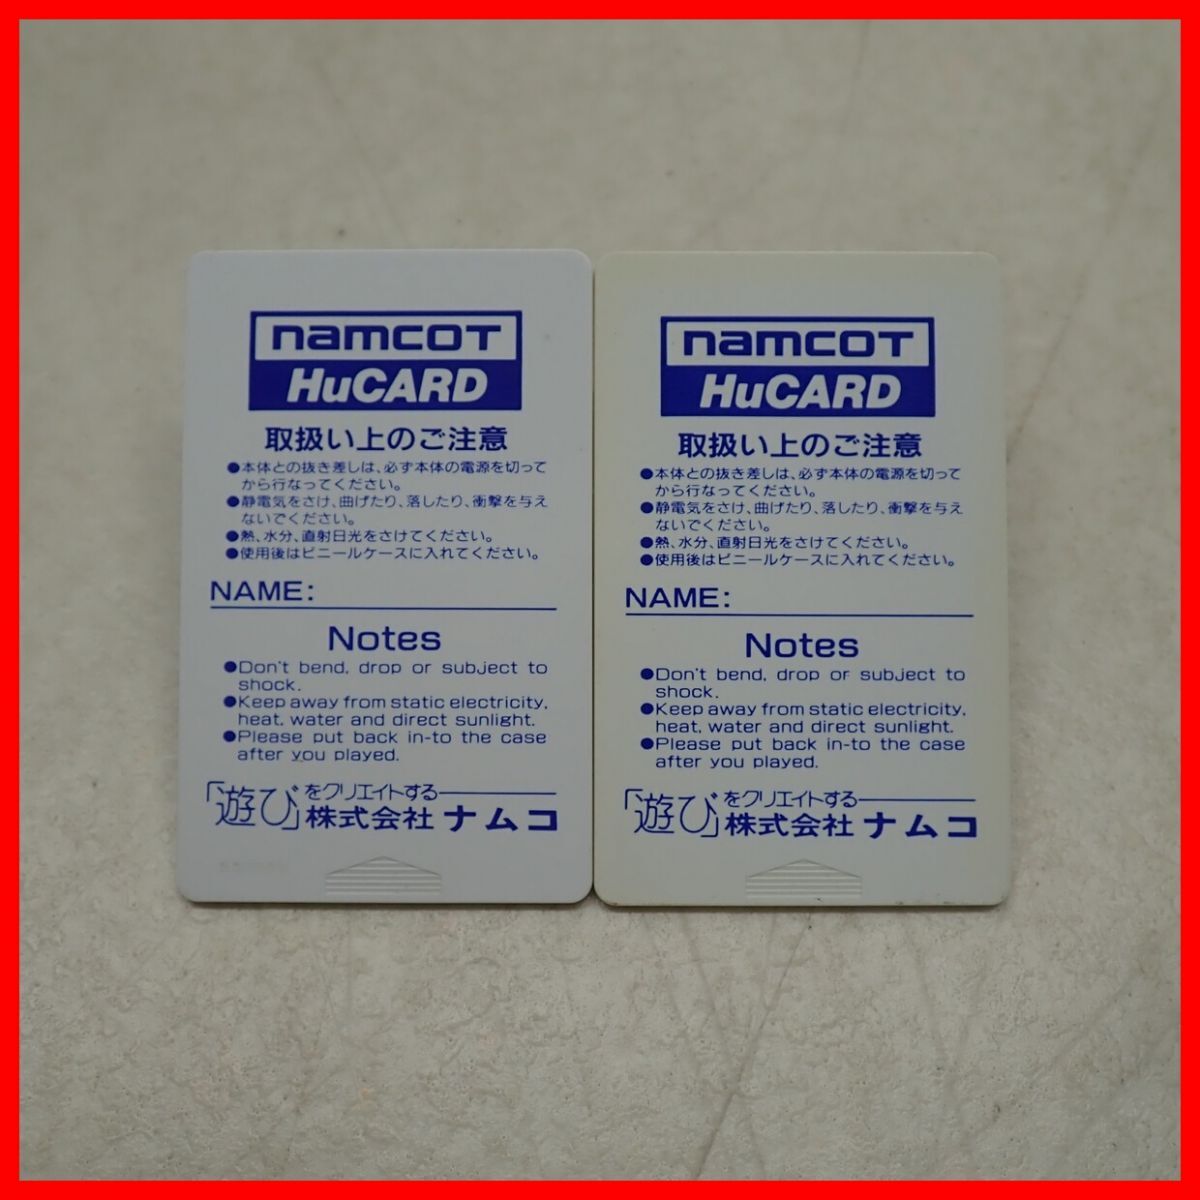 namcoT
HuCARD
取扱い上のご注意
●本体との抜き差しは、必ず本体の電源を切って
から行なってください。
●静電気をさけ、曲げたり、落したり、衝撃を与え
ないでください。
●熱、水分、直射日光をさけてください。
●使用後はビニールケースに入れてください。
NAME:
Notes
●Don't bend, drop or subject to
shock.
●Keep away from static electricity,
heat, water and direct sunlight.
●Please put back in-to the case
after you played.
「遊び」をクリエイトする
株式会社ナムコ
namcoT
HuCARD
取扱い上のご注意
●本体との抜き差しは、必ず本体の電源を切って
から行なってください。
●静電気をさけ、曲げたり、落したり、衝撃を与え
ないでください。
●熱、水分、直射日光をさけてください。
●使用後はビニールケースに入れてください。
NAME:
Notes
●Don't bend, drop or subject to
shock.
●Keep away from static electricity,
heat, water and direct sunlight.
●Please put back in-to the case
after you played.
「遊び」をクリエイトする
株式会社ナムコ